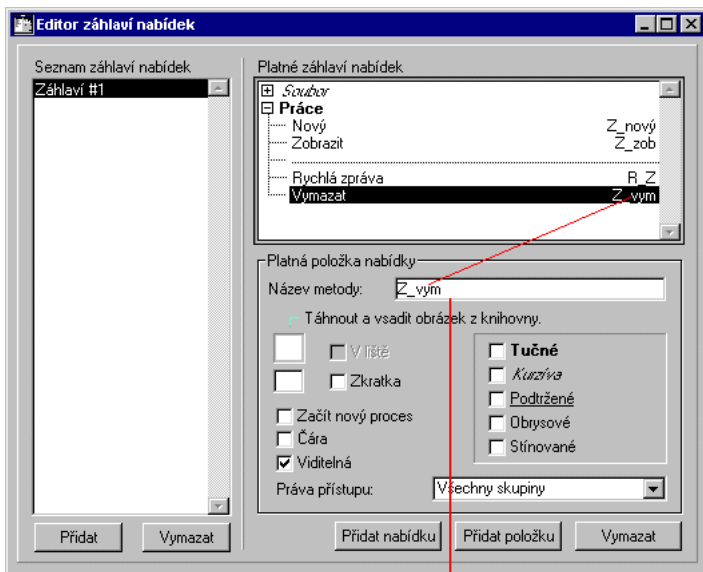 Editor záhlaví nabídek
Seznam záhlaví nabídek
Záhlaví #1
Přidat
Vymazat
Platné záhlaví nabídek
Soubor
Práce
Nový Z_nový
Zobrazit Z_zob
Rychlá zpráva R_Z
Vymazat Z_vym
Platná položka nabídky
Název metody: Z_vym
Táhnout a vsadit obrázek z knihovny.
V liště
Zkratka
Začít nový proces
Čára
Viditelná
Tučné
Kurzíva
Podtržené
Obrysové
Stínované
Práva přístupu: Všechny skupiny
Přidat nabídku
Přidat položku
Vymazat